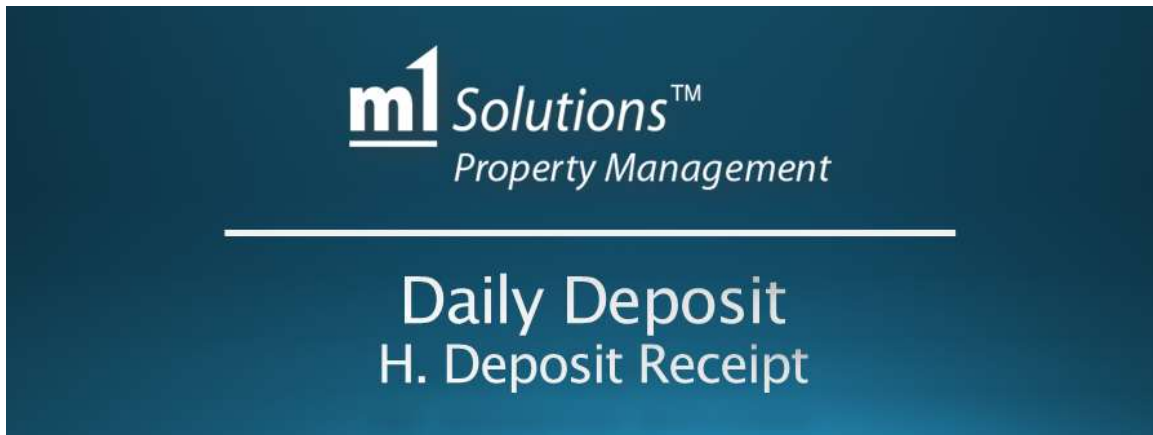 m1 Solutions™
Property Management
Daily Deposit
H. Deposit Receipt